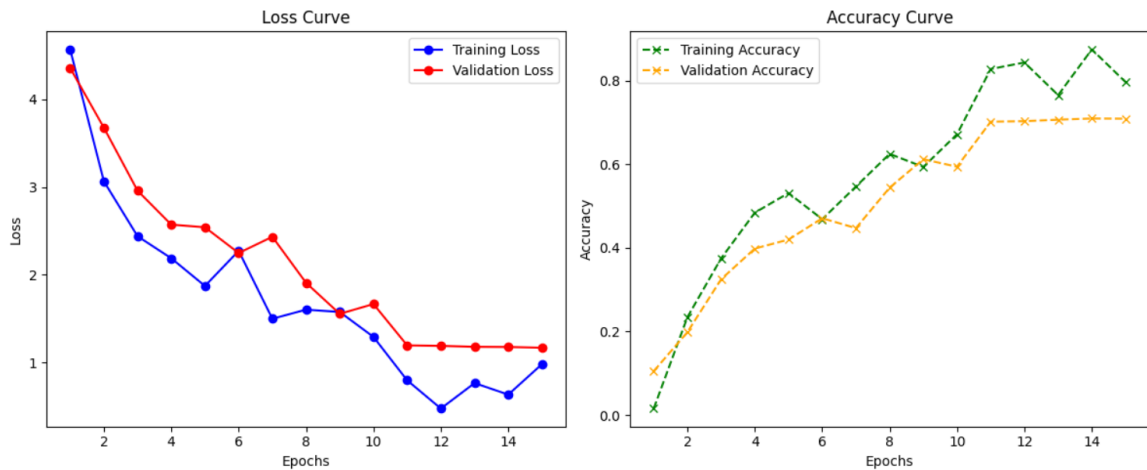 Loss Curve
Training Loss
Validation Loss
4
3
2
1
Loss
2 4 6 8 10 12 14
Epochs
Accuracy Curve
Training Accuracy
Validation Accuracy
0.8
0.6
0.4
0.2
0.0
Accuracy
2 4 6 8 10 12 14
Epochs